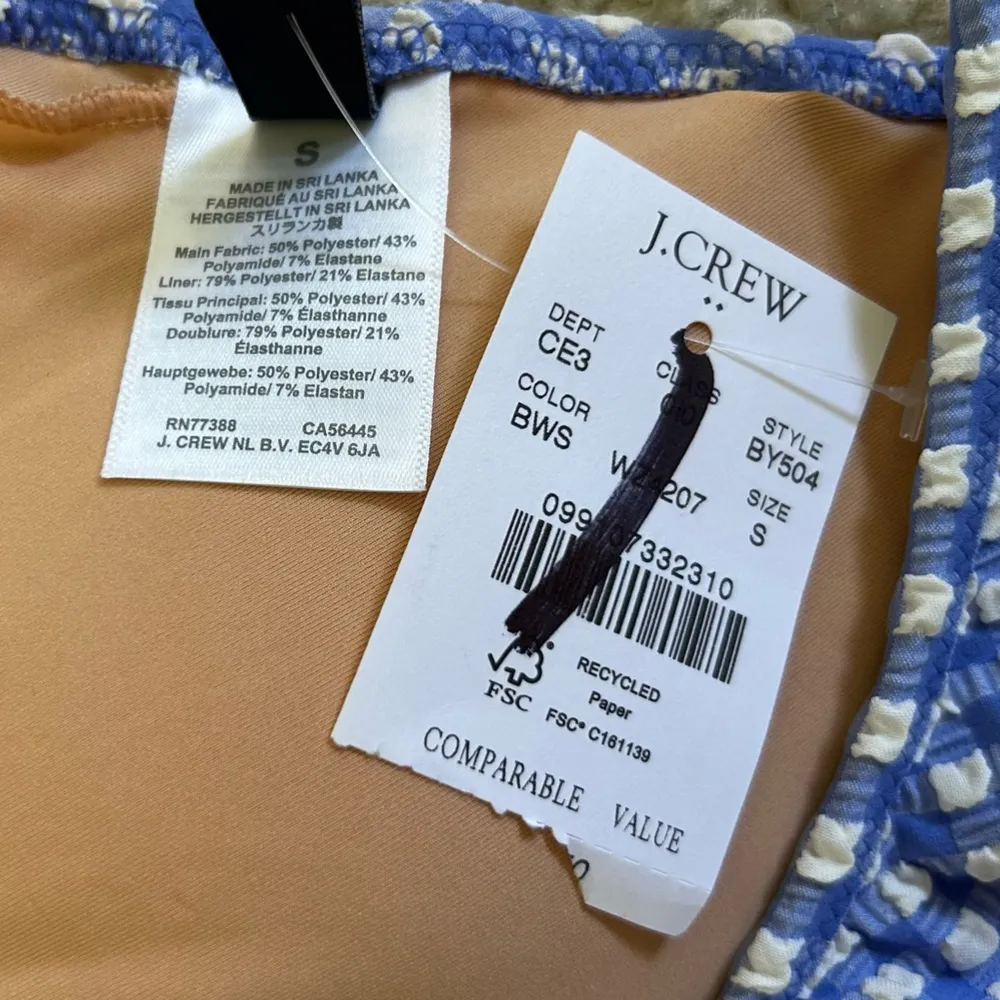 S
MADE IN SRI LANKA
FABRIQUÉ AU SRI LANKA
HERGESTELLT IN SRI LANKA
スリランカ製
Main Fabric: 50% Polyester/ 43%
Polyamide/ 7% Elastane
Liner: 79% Polyester/ 21% Elastane
Tissu Principal: 50% Polyester/ 43%
Polyamide/ 7% Élasthanne
Doublure: 79% Polyester/ 21%
Élasthanne
Hauptgewebe: 50% Polyester/ 43%
Polyamide/ 7% Elastan
RN77388 CA56445
J. CREW NL B.V. EC4V 6JA
J.CREW
DEPT CLASS STYLE
CE3 BY504
COLOR SIZE
BWS S
FSC
RECYCLED
Paper
FSC® C161139
COMPARABLE VALUE